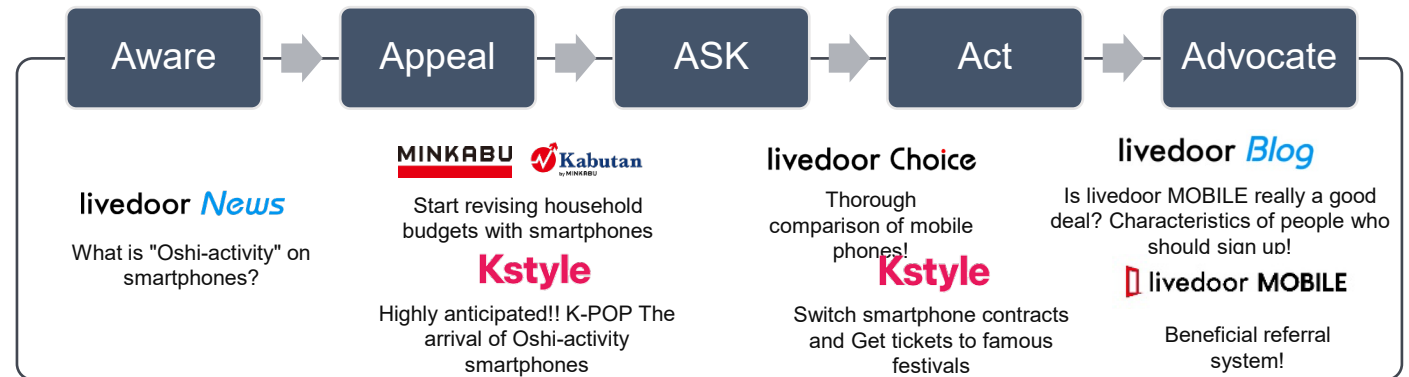 Aware
Appeal
ASK
Act
Advocate
livedoor News
What is "Oshi-activity" on
smartphones?
MINKABU
Kabutan
by MINKABU
Start revising household
budgets with smartphones
Kstyle
Highly anticipated!! K-POP The
arrival of Oshi-activity
smartphones
livedoor Choice
Thorough
comparison of mobile
phones!
Kstyle
Switch smartphone contracts
and Get tickets to famous
festivals
livedoor Blog
Is livedoor MOBILE really a good
deal? Characteristics of people who
should sign up!
livedoor MOBILE
Beneficial referral
system!